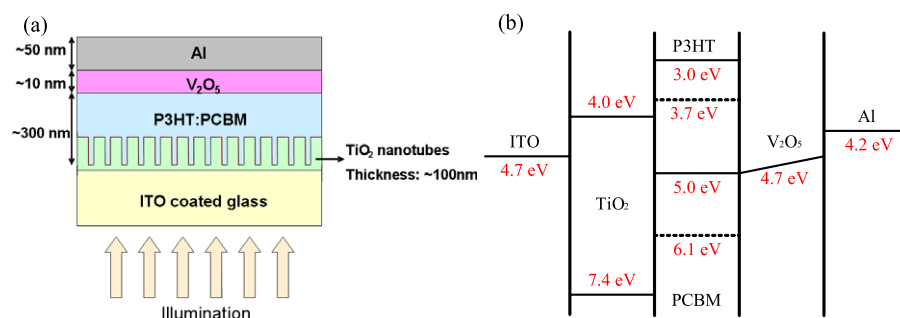 (a)
~50 nm
Al
~10 nm
V₂O₅
~300 nm
P3HT:PCBM
TiO₂ nanotubes
Thickness: ~100nm
ITO coated glass
Illumination
(b)
P3HT
3.0 eV
4.0 eV
3.7 eV
ITO
4.7 eV
V₂O₅
4.7 eV
Al
4.2 eV
5.0 eV
TiO₂
6.1 eV
7.4 eV
PCBM